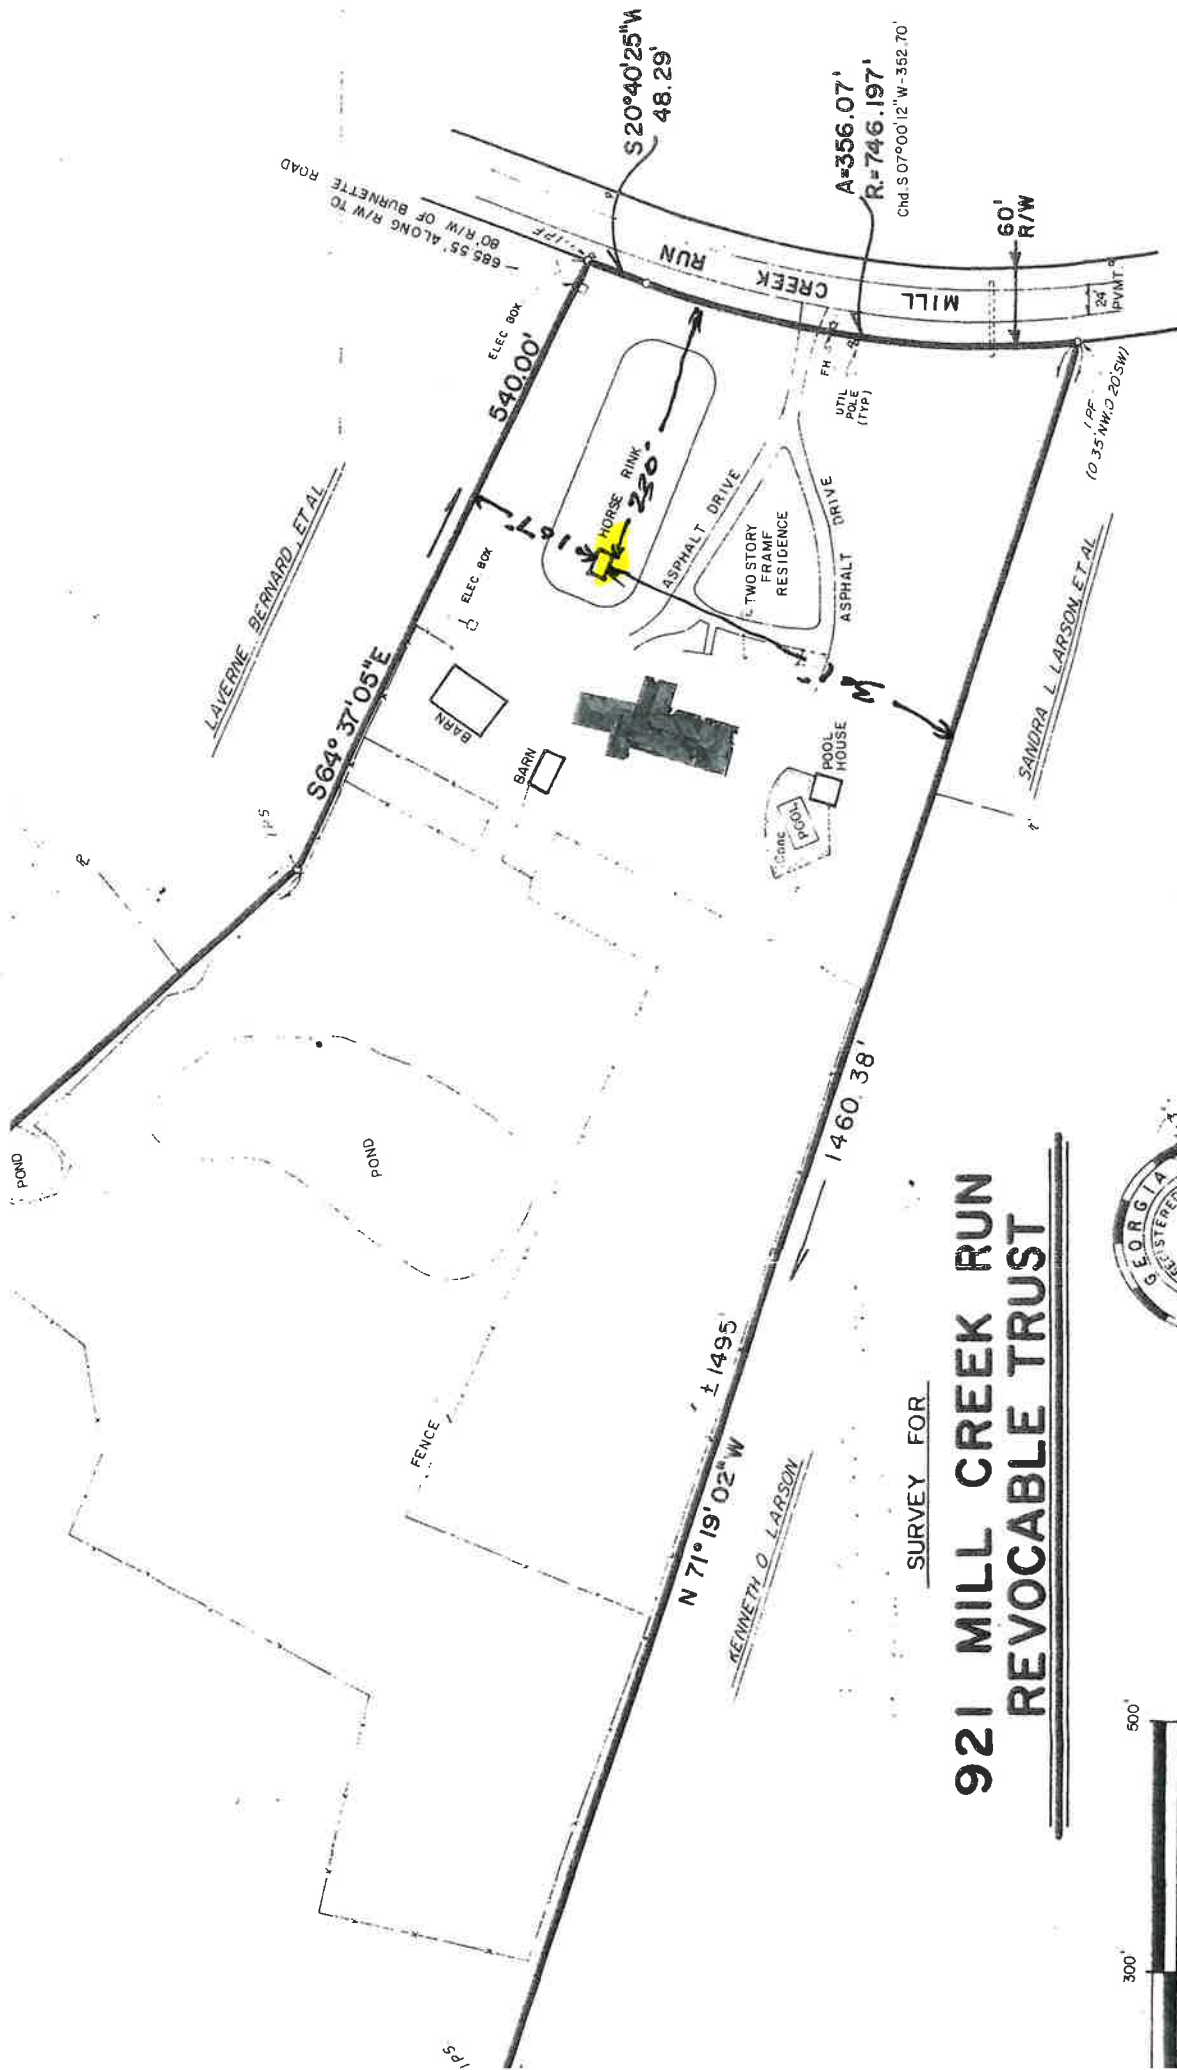 685.55' ALONG R/W TO
80' R/W OF BURNETTE ROAD
S20°40'25"W
48.29'
A=356.07'
R.=746.197'
Chd. S 07°00'12" W-352.70'
60'
R/W
MILL CREEK RUN
24'
PVMT.
IPF
ELEC BOX
540.00'
S64°37'05"E
LAVERNE BERNARD, ET AL
ELEC BOX
HORSE RINK
230'
107'
ASPHALT DRIVE
TWO STORY
FRAME
RESIDENCE
ASPHALT DRIVE
FH
UTIL
POLE
(TYP)
IPF
(0.35'NW,0.20'SW)
BARN
BARN
POOL
HOUSE
Conc
POOL
SANDRA L LARSON, ET AL
IPS
POND
POND
FENCE
1460.38'
± 1495'
N 71°19'02"W
KENNETH O LARSON
IPS
SURVEY FOR
921 MILL CREEK RUN
REVOCABLE TRUST
GEORGIA
300'
500'